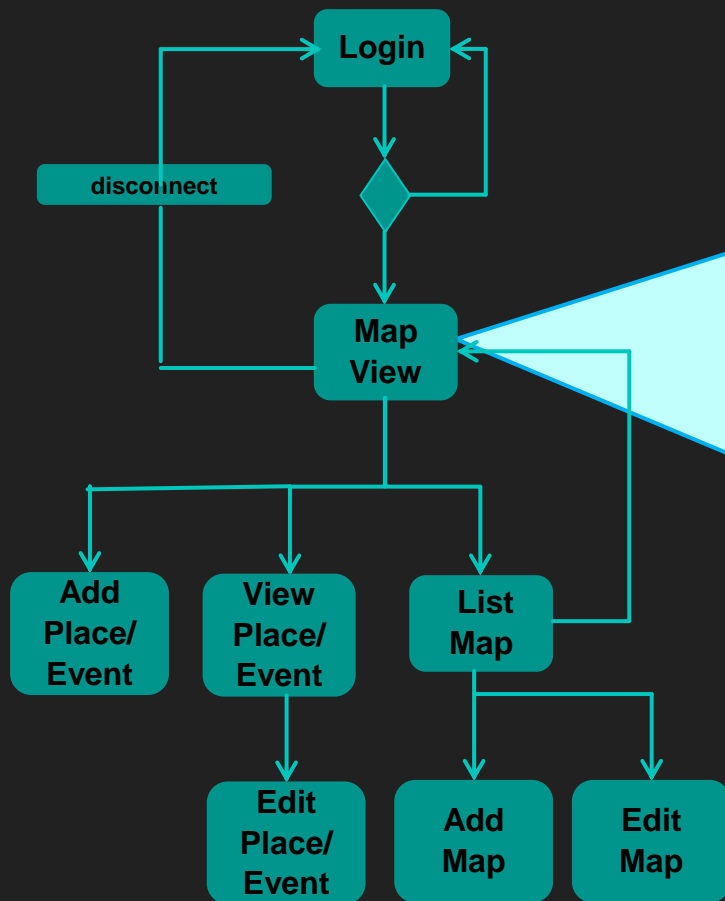 Login
disconnect
Map
View
Add
Place/
Event
View
Place/
Event
List
Map
Edit
Place/
Event
Add
Map
Edit
Map